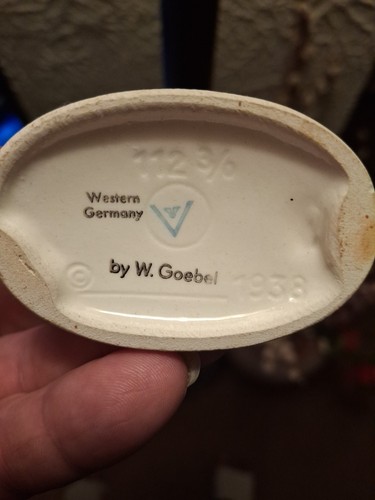 112 3/0
Western
Germany
by W. Goebel
© 1938